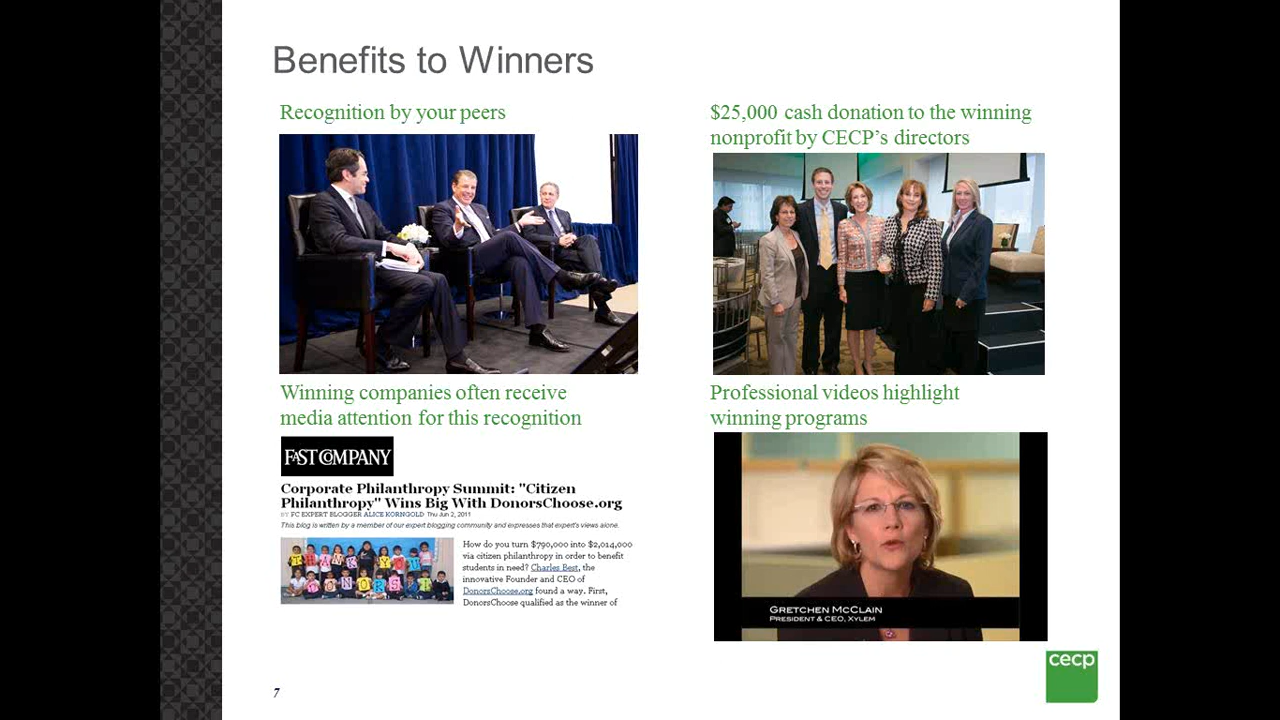 Benefits to Winners
Recognition by your peers
$25,000 cash donation to the winning
nonprofit by CECP’s directors
Winning companies often receive
media attention for this recognition
Professional videos highlight
winning programs
FAST COMPANY
Corporate Philanthropy Summit: "Citizen
Philanthropy" Wins Big With DonorsChoose.org
BY FC EXPERT BLOGGER ALICE KORNGOLD Thu Jun 2, 2011
This blog is written by a member of our expert blogging community and expresses that expert's views alone.
How do you turn $790,000 into $2,014,000
via citizen philanthropy in order to benefit
students in need? Charles Best, the
innovative Founder and CEO of
DonorsChoose.org found a way. First,
DonorsChoose qualified as the winner of
GRETCHEN MCCLAIN
PRESIDENT & CEO, XYLEM
cecp
7